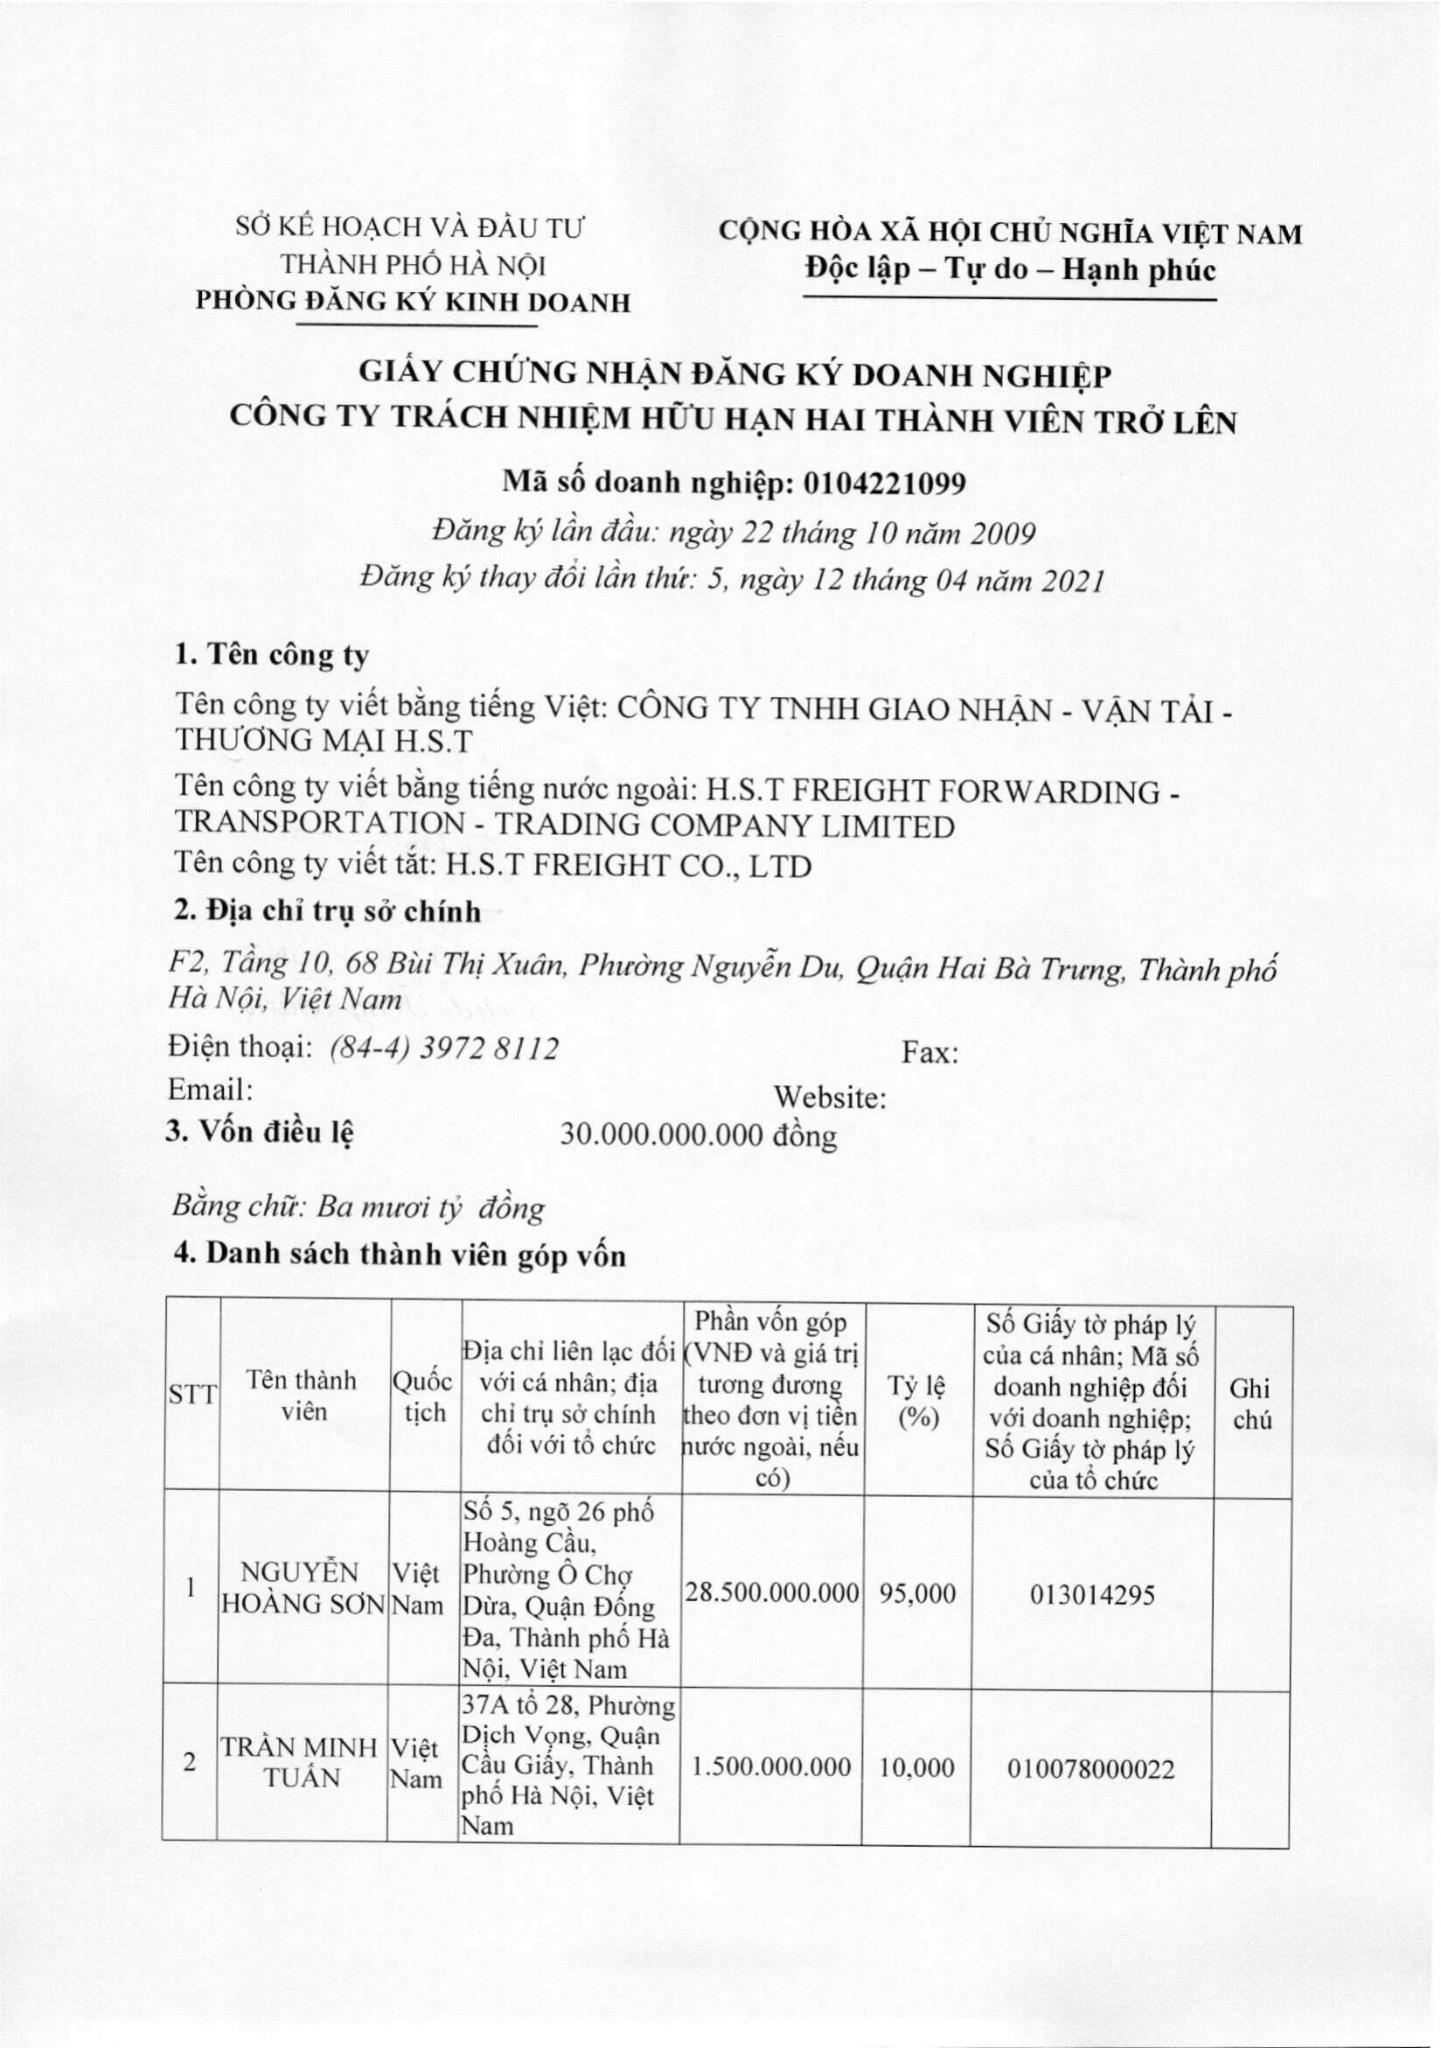 SỞ KẾ HOẠCH VÀ ĐẦU TƯ
THÀNH PHỐ HÀ NỘI
PHÒNG ĐĂNG KÝ KINH DOANH
CỘNG HÒA XÃ HỘI CHỦ NGHĨA VIỆT NAM
Độc lập – Tự do – Hạnh phúc
GIẤY CHỨNG NHẬN ĐĂNG KÝ DOANH NGHIỆP
CÔNG TY TRÁCH NHIỆM HỮU HẠN HAI THÀNH VIÊN TRỞ LÊN
Mã số doanh nghiệp: 0104221099
Đăng ký lần đầu: ngày 22 tháng 10 năm 2009
Đăng ký thay đổi lần thứ: 5, ngày 12 tháng 04 năm 2021
1. Tên công ty
Tên công ty viết bằng tiếng Việt: CÔNG TY TNHH GIAO NHẬN - VẬN TẢI -
THƯƠNG MẠI H.S.T
Tên công ty viết bằng tiếng nước ngoài: H.S.T FREIGHT FORWARDING -
TRANSPORTATION - TRADING COMPANY LIMITED
Tên công ty viết tắt: H.S.T FREIGHT CO., LTD
2. Địa chỉ trụ sở chính
F2, Tầng 10, 68 Bùi Thị Xuân, Phường Nguyễn Du, Quận Hai Bà Trưng, Thành phố
Hà Nội, Việt Nam
Điện thoại: (84-4) 3972 8112 Fax:
Email: Website:
3. Vốn điều lệ 30.000.000.000 đồng
Bằng chữ: Ba mươi tỷ đồng
4. Danh sách thành viên góp vốn
STT
Tên thành
viên
Quốc
tịch
Địa chỉ liên lạc đối
với cá nhân; địa
chỉ trụ sở chính
đối với tổ chức
Phần vốn góp
(VNĐ và giá trị
tương đương
theo đơn vị tiền
nước ngoài, nếu
có)
Tỷ lệ
(%)
Số Giấy tờ pháp lý
của cá nhân; Mã số
doanh nghiệp đối
với doanh nghiệp;
Số Giấy tờ pháp lý
của tổ chức
Ghi
chú
1
NGUYỄN
HOÀNG SƠN
Việt
Nam
Số 5, ngõ 26 phố
Hoàng Cầu,
Phường Ô Chợ
Dừa, Quận Đống
Đa, Thành phố Hà
Nội, Việt Nam
28.500.000.000
95,000
013014295
2
TRẦN MINH
TUẤN
Việt
Nam
37A tổ 28, Phường
Dịch Vọng, Quận
Cầu Giấy, Thành
phố Hà Nội, Việt
Nam
1.500.000.000
10,000
010078000022